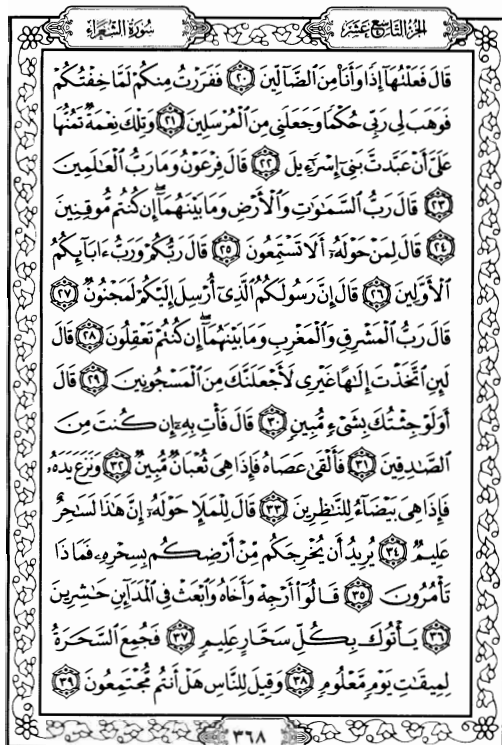 الجزء التاسع عشر
سورة الشعراء
قَالَ فَعَلْتُهَا إِذًا وَأَنَا۠ مِنَ ٱلضَّآلِّينَ ٢٠ فَفَرَرْتُ مِنكُمْ لَمَّا خِفْتُكُمْ
فَوَهَبَ لِى رَبِّى حُكْمًا وَجَعَلَنِى مِنَ ٱلْمُرْسَلِينَ ٢١ وَتِلْكَ نِعْمَةٌ تَمُنُّهَا
عَلَىَّ أَنْ عَبَّدتَّ بَنِىٓ إِسْرَٰٓءِيلَ ٢٢ قَالَ فِرْعَوْنُ وَمَا رَبُّ ٱلْعَٰلَمِينَ
٢٣ قَالَ رَبُّ ٱلسَّمَٰوَٰتِ وَٱلْأَرْضِ وَمَا بَيْنَهُمَآ ۖ إِن كُنتُم مُّوقِنِينَ
٢٤ قَالَ لِمَنْ حَوْلَهُۥٓ أَلَا تَسْتَمِعُونَ ٢٥ قَالَ رَبُّكُمْ وَرَبُّ ءَابَآئِكُمُ
ٱلْأَوَّلِينَ ٢٦ قَالَ إِنَّ رَسُولَكُمُ ٱلَّذِىٓ أُرْسِلَ إِلَيْكُمْ لَمَجْنُونٌ ٢٧
قَالَ رَبُّ ٱلْمَشْرِقِ وَٱلْمَغْرِبِ وَمَا بَيْنَهُمَآ ۖ إِن كُنتُمْ تَعْقِلُونَ ٢٨ قَالَ
لَئِنِ ٱتَّخَذْتَ إِلَٰهًا غَيْرِى لَأَجْعَلَنَّكَ مِنَ ٱلْمَسْجُونِينَ ٢٩ قَالَ
أَوَلَوْ جِئْتُكَ بِشَىْءٍ مُّبِينٍ ٣٠ قَالَ فَأْتِ بِهِۦٓ إِن كُنتَ مِنَ
ٱلصَّٰدِقِينَ ٣١ فَأَلْقَىٰ عَصَاهُ فَإِذَا هِىَ ثُعْبَانٌ مُّبِينٌ ٣٢ وَنَزَعَ يَدَهُۥ
فَإِذَا هِىَ بَيْضَآءُ لِلنَّٰظِرِينَ ٣٣ قَالَ لِلْمَلَإِ حَوْلَهُۥٓ إِنَّ هَٰذَا لَسَٰحِرٌ
عَلِيمٌ ٣٤ يُرِيدُ أَن يُخْرِجَكُم مِّنْ أَرْضِكُم بِسِحْرِهِۦ فَمَاذَا
تَأْمُرُونَ ٣٥ قَالُوٓا۟ أَرْجِهْ وَأَخَاهُ وَٱبْعَثْ فِى ٱلْمَدَآئِنِ حَٰشِرِينَ
٣٦ يَأْتُوكَ بِكُلِّ سَحَّارٍ عَلِيمٍ ٣٧ فَجُمِعَ ٱلسَّحَرَةُ
لِمِيقَٰتِ يَوْمٍ مَّعْلُومٍ ٣٨ وَقِيلَ لِلنَّاسِ هَلْ أَنتُم مُّجْتَمِعُونَ ٣٩
٣٦٨